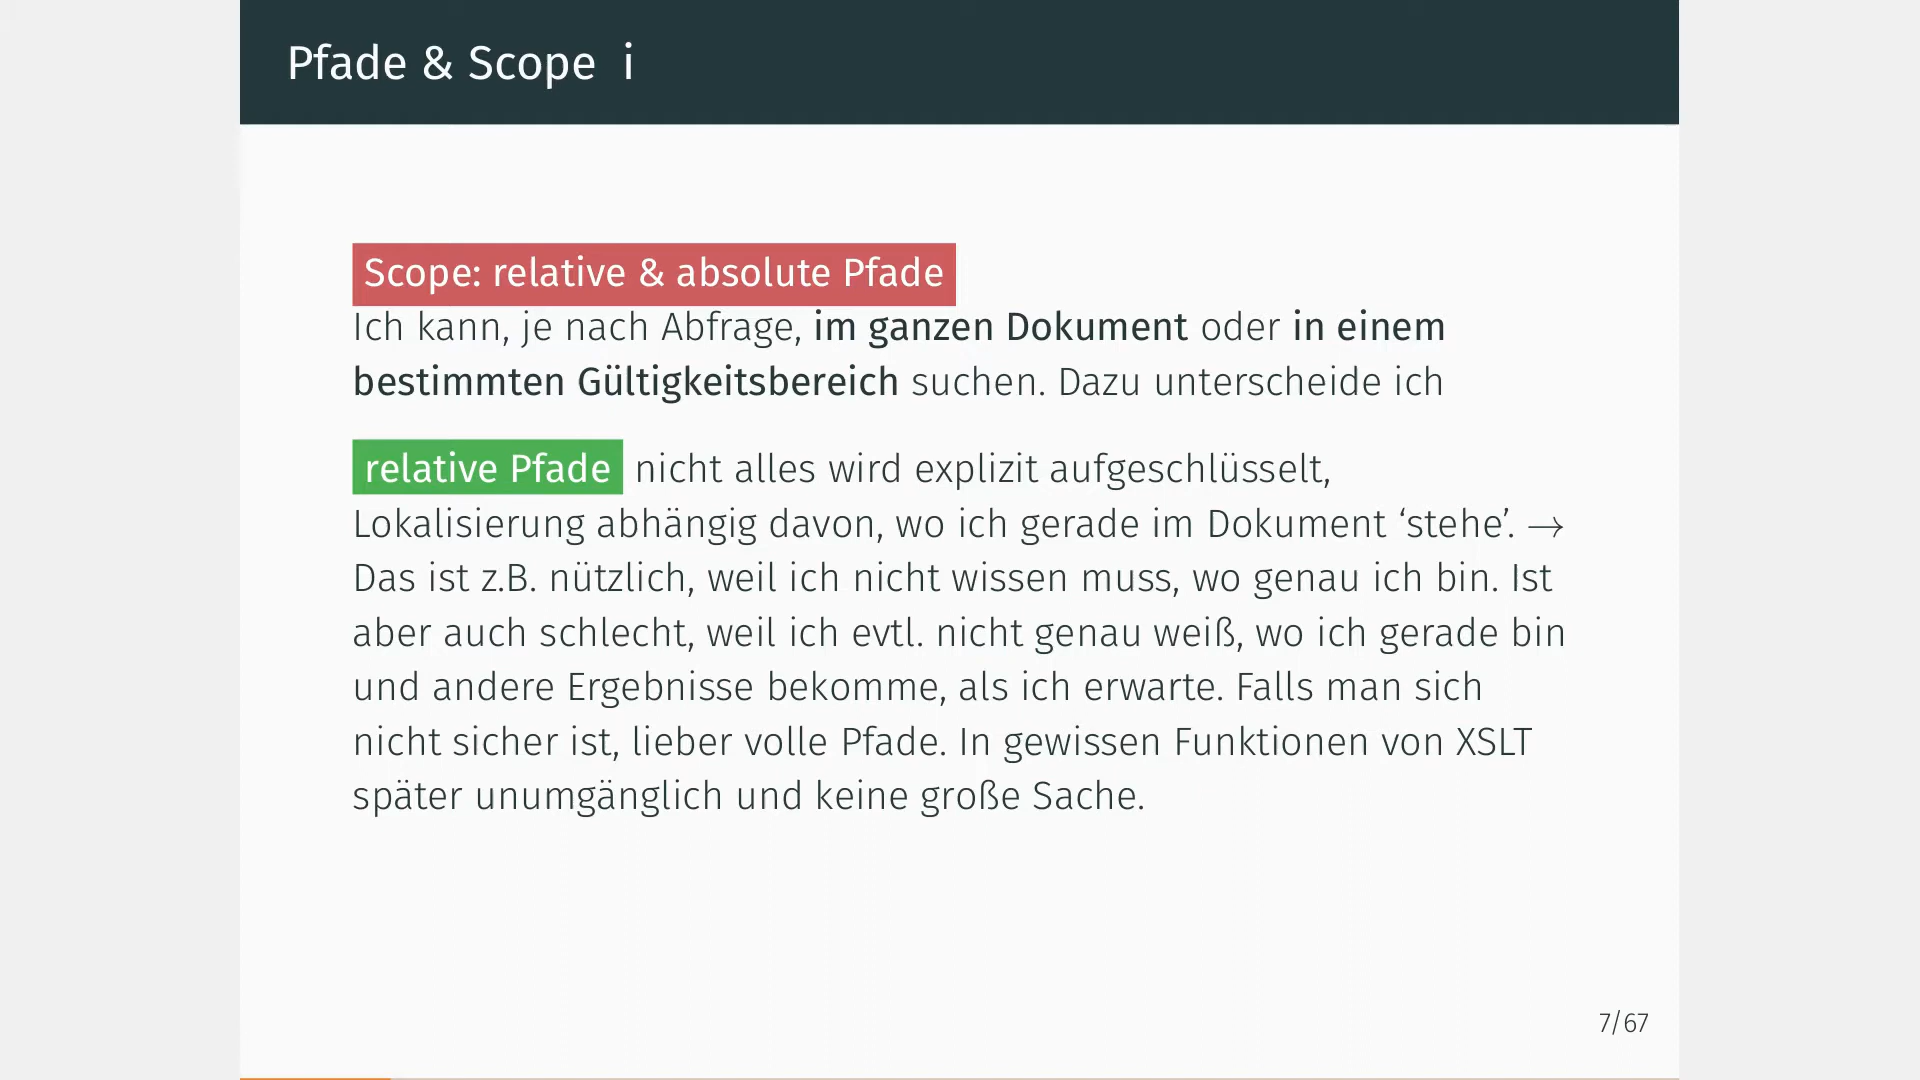 Pfade & Scope i
Scope: relative & absolute Pfade
Ich kann, je nach Abfrage, im ganzen Dokument oder in einem
bestimmten Gültigkeitsbereich suchen. Dazu unterscheide ich
relative Pfade nicht alles wird explizit aufgeschlüsselt,
Lokalisierung abhängig davon, wo ich gerade im Dokument ‘stehe’. →
Das ist z.B. nützlich, weil ich nicht wissen muss, wo genau ich bin. Ist
aber auch schlecht, weil ich evtl. nicht genau weiß, wo ich gerade bin
und andere Ergebnisse bekomme, als ich erwarte. Falls man sich
nicht sicher ist, lieber volle Pfade. In gewissen Funktionen von XSLT
später unumgänglich und keine große Sache.
7/67